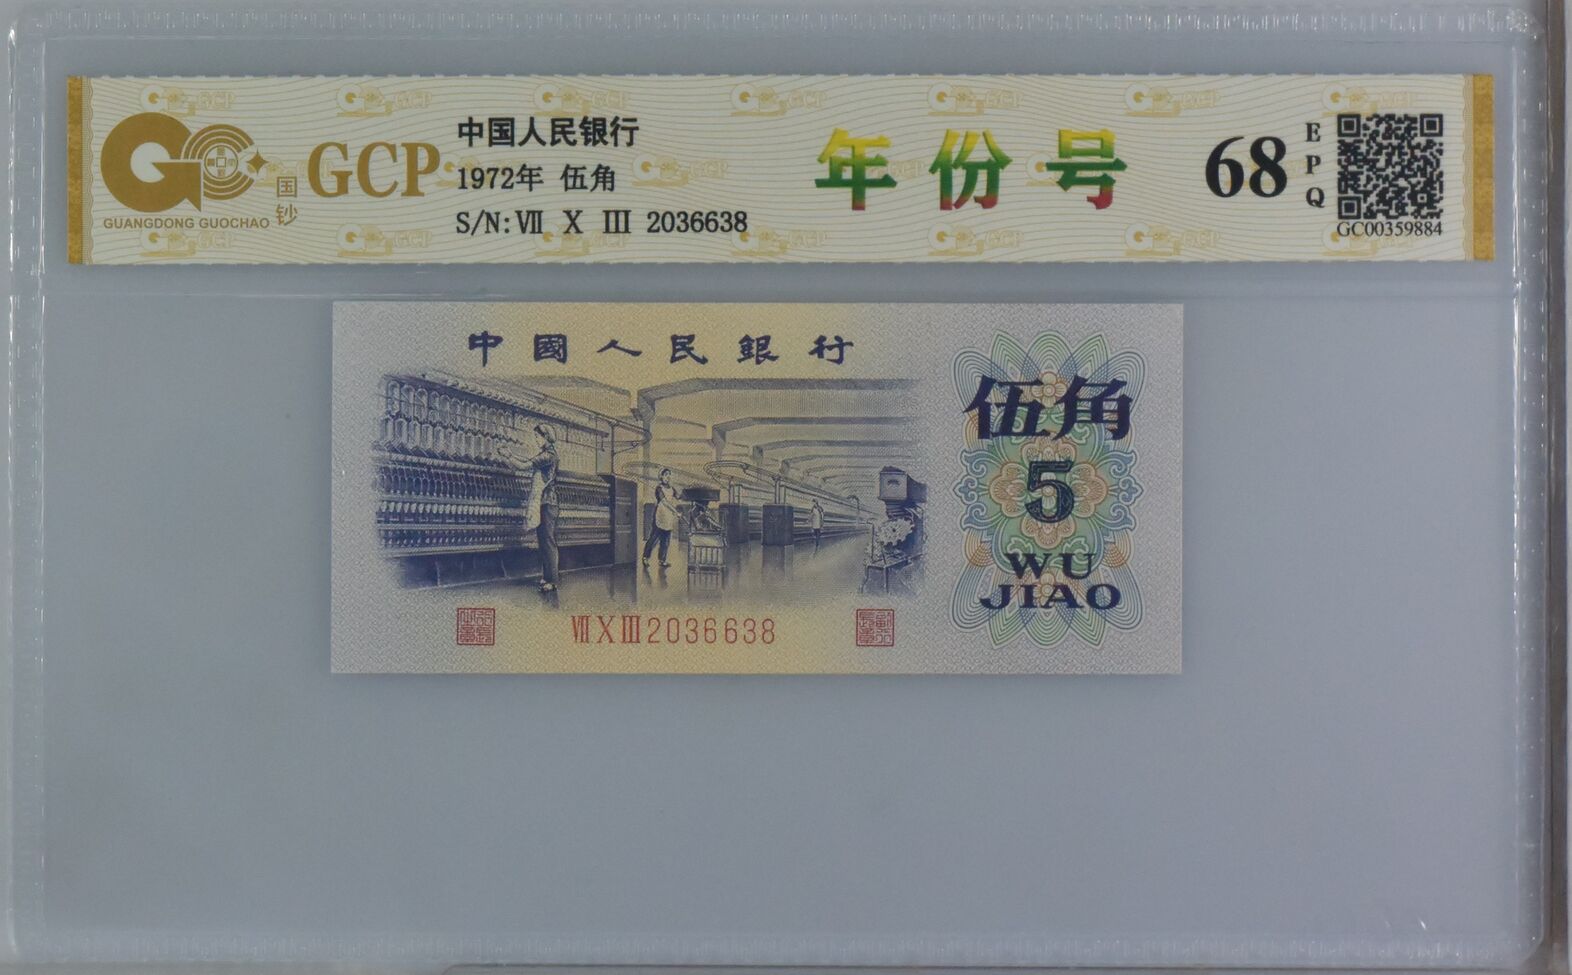 GUANGDONG GUOCHAO
国钞
GCP
中国人民银行
1972年 伍角
S/N:Ⅶ Ⅹ Ⅲ 2036638
年份号
68
EPQ
GC00359884
中國人民銀行
伍角
5
WU
JIAO
ⅦⅩⅢ2036638